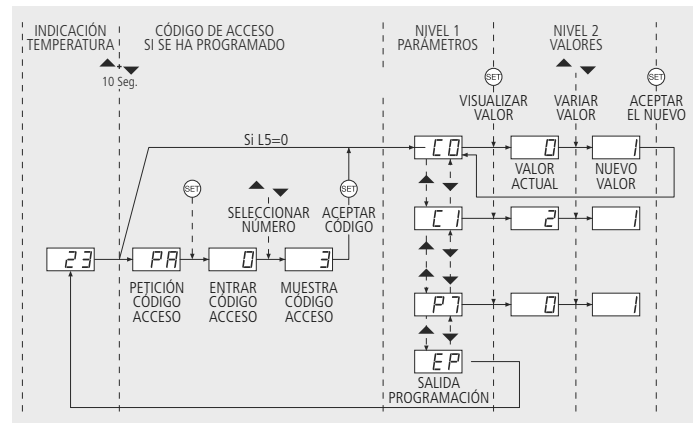 INDICACIÓN
TEMPERATURA
CÓDIGO DE ACCESO
SI SE HA PROGRAMADO
NIVEL 1
PARÁMETROS
NIVEL 2
VALORES
+
10 Seg.
SET
SET
VISUALIZAR
VALOR
VARIAR
VALOR
ACEPTAR
EL NUEVO
Si L5=0
C0
0
1
VALOR
ACTUAL
NUEVO
VALOR
SET
SET
SELECCIONAR
NÚMERO
ACEPTAR
CÓDIGO
C1
2
1
23
PA
0
3
PETICIÓN
CÓDIGO
ACCESO
ENTRAR
CÓDIGO
ACCESO
MUESTRA
CÓDIGO
ACCESO
P7
0
1
EP
SALIDA
PROGRAMACIÓN